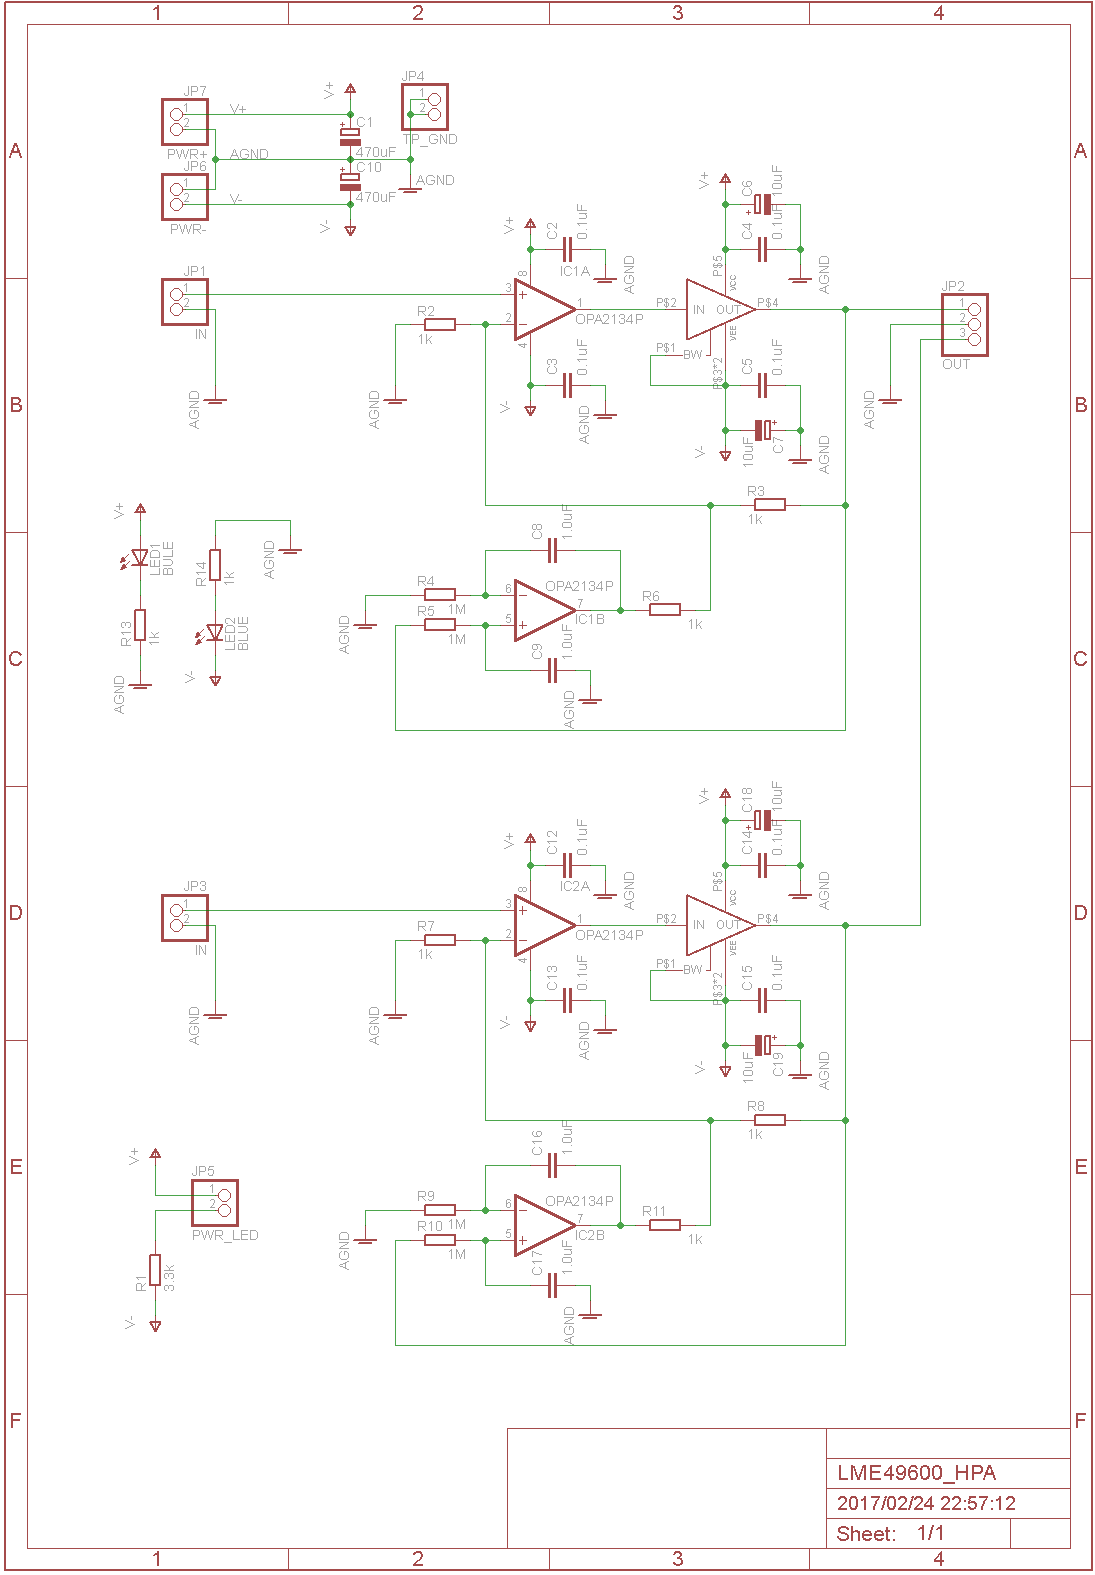 1 2 3 4
A A
JP7
1
2
PWR+
V+
AGND
JP6
1
2
PWR-
V-
V+
C1
470uF
C10
470uF
V-
JP4
1
2
TP_GND
AGND
JP1
1
2
IN
AGND
R2
1k
AGND
V+
C2
0.1uF
AGND
IC1A
8
3
2
1
4
OPA2134P
C3
0.1uF
V-
AGND
V+
C6
10uF
C4
0.1uF
AGND
P$5
VCC
P$2
IN OUT
P$4
VEE
P$1
BW
P$3*2
C5
0.1uF
V-
10uF
C7
AGND
JP2
1
2
3
OUT
AGND
B B
R3
1k
V+
LED1
BULE
R13
1k
AGND
AGND
R14
1k
LED2
BLUE
V-
C8
1.0uF
R4
1M
R5
1M
AGND
OPA2134P
6
5
7
IC1B
R6
1k
C9
1.0uF
AGND
C C
JP3
1
2
IN
AGND
R7
1k
AGND
V+
C12
0.1uF
AGND
IC2A
8
3
2
1
4
OPA2134P
C13
0.1uF
V-
AGND
V+
C18
10uF
C14
0.1uF
AGND
P$5
VCC
P$2
IN OUT
P$4
VEE
P$1
BW
P$3*2
C15
0.1uF
V-
10uF
C19
AGND
D D
R8
1k
C16
1.0uF
R9
1M
R10
1M
AGND
OPA2134P
6
5
7
IC2B
R11
1k
C17
1.0uF
AGND
E E
V+
JP5
1
2
PWR_LED
R1
3.3k
V-
F F
LME49600_HPA
2017/02/24 22:57:12
Sheet: 1/1
1 2 3 4